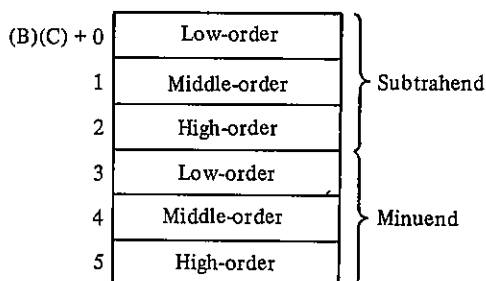 (B)(C) + 0 Low-order
1 Middle-order Subtrahend
2 High-order
3 Low-order
4 Middle-order Minuend
5 High-order